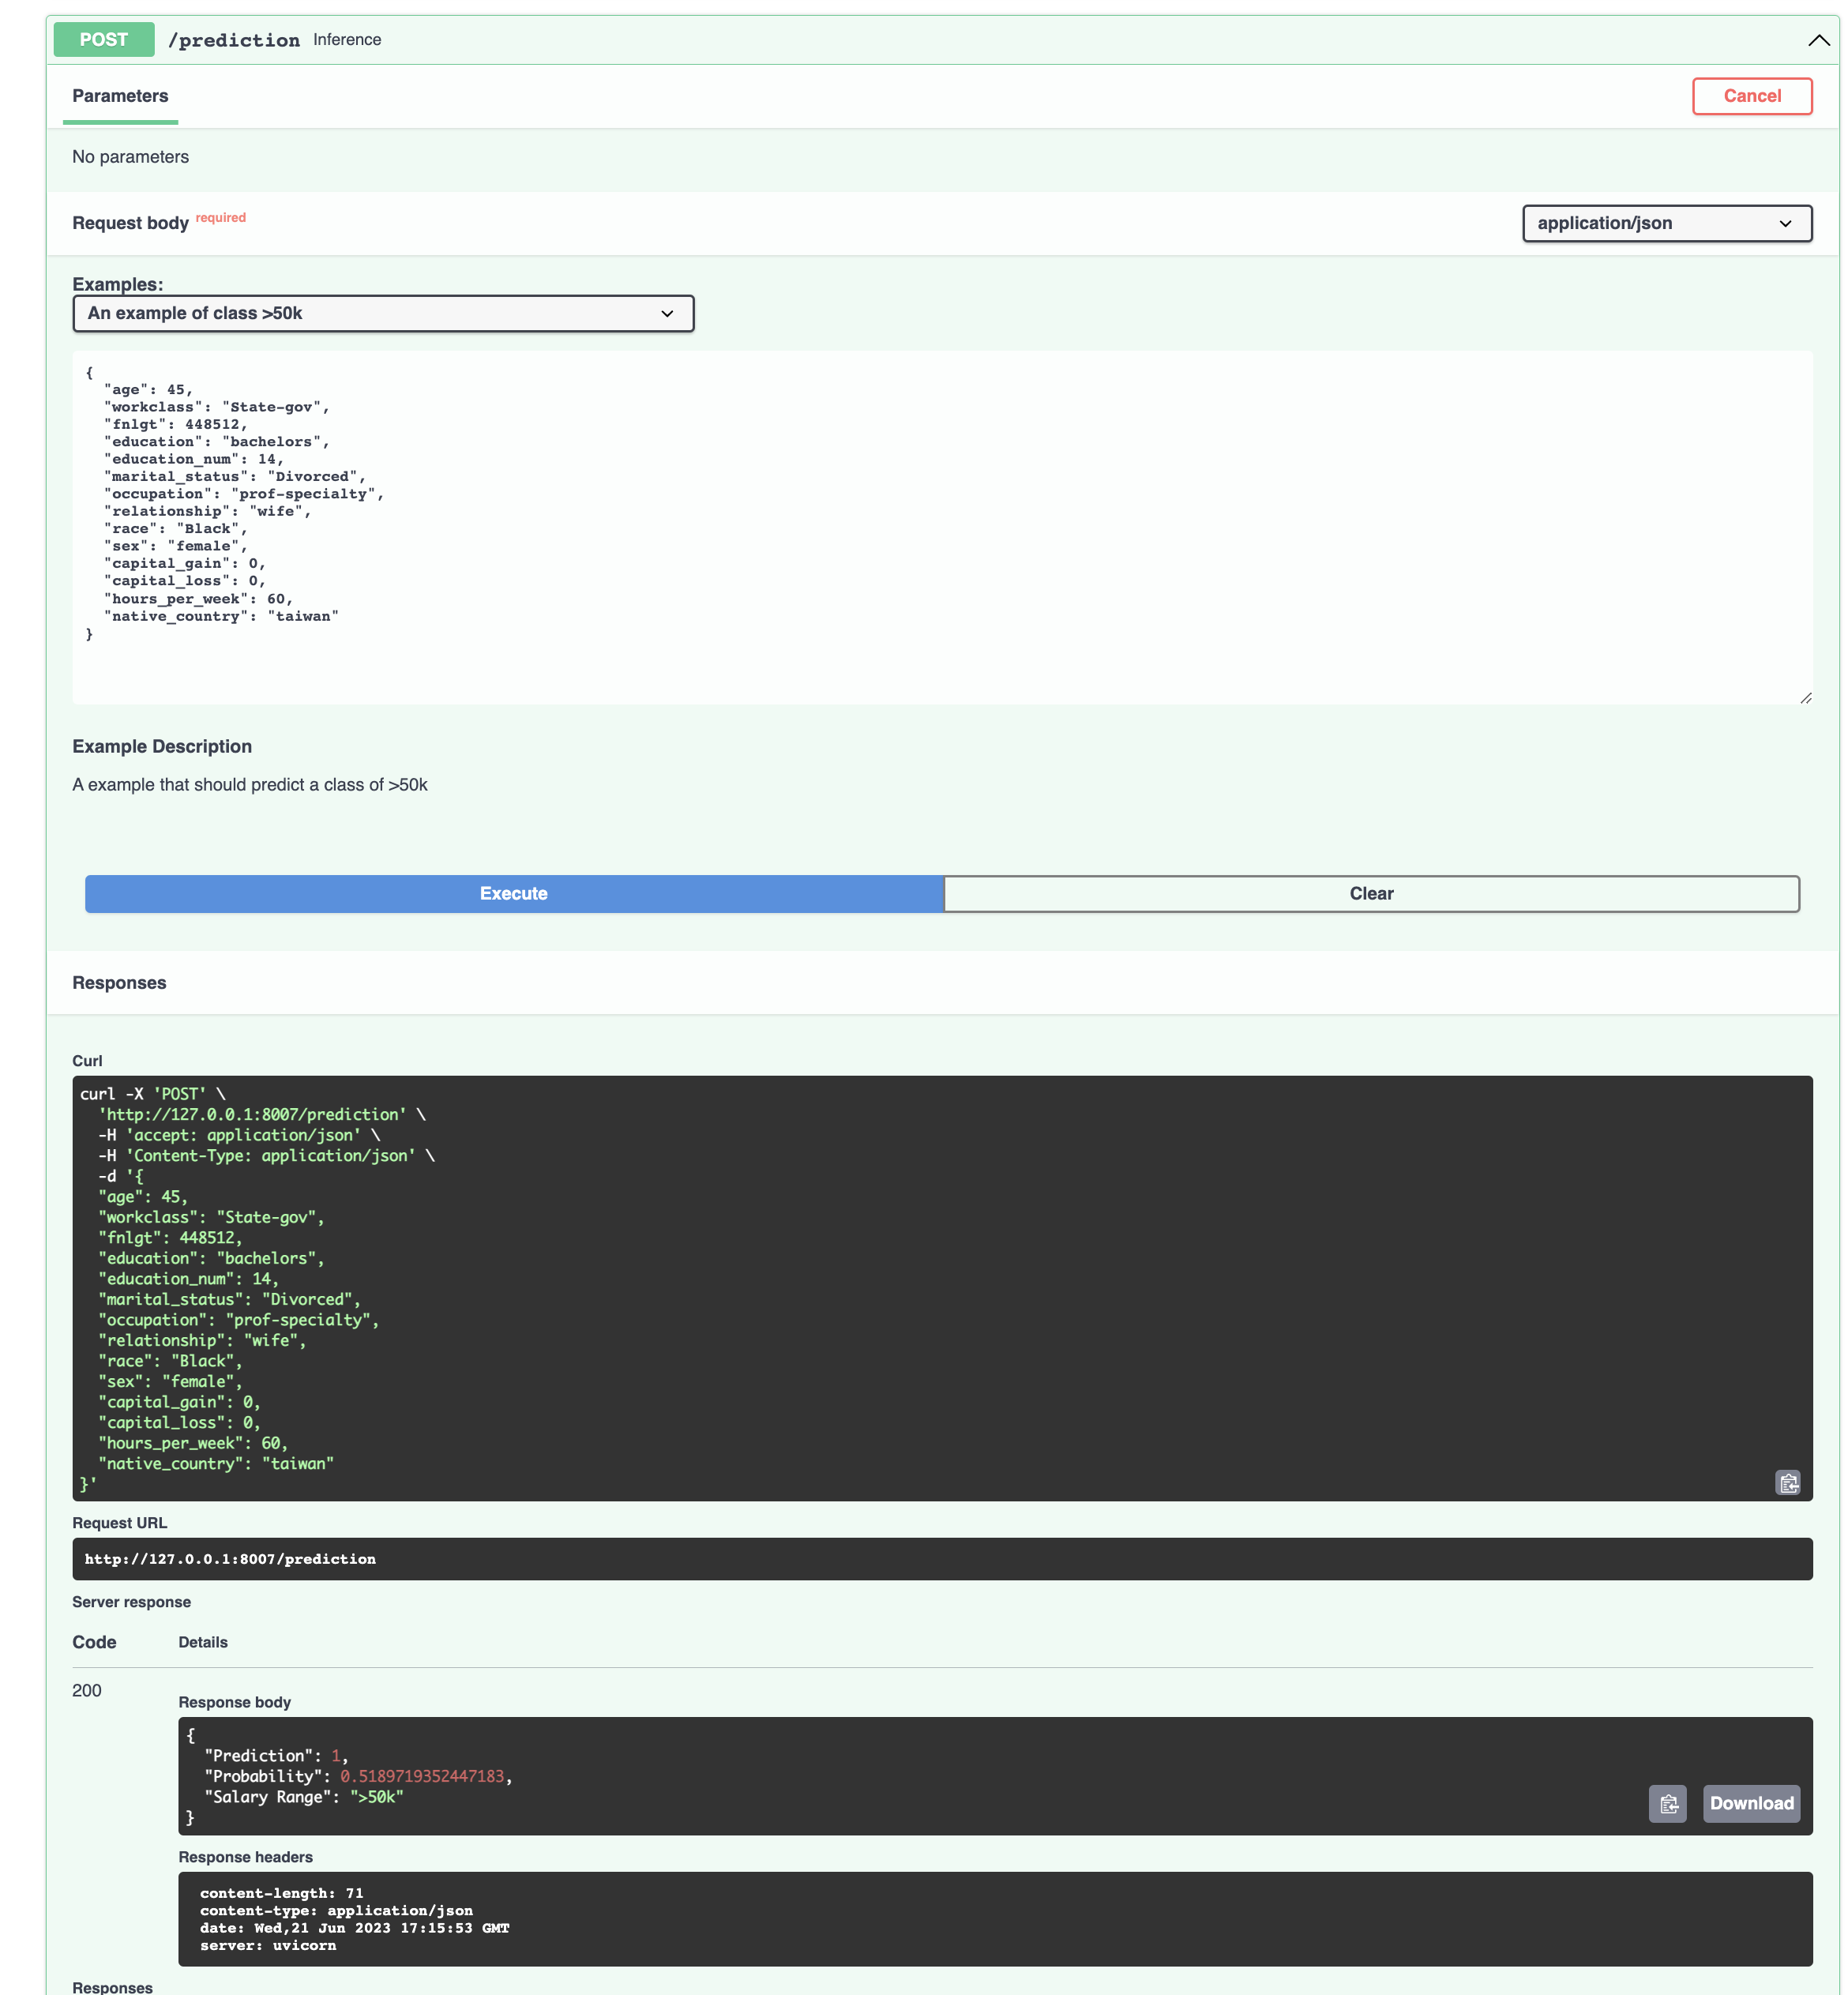 POST /prediction Inference
Parameters
Cancel
No parameters
Request body required
application/json
Examples:
An example of class >50k
{
  "age": 45,
  "workclass": "State-gov",
  "fnlgt": 448512,
  "education": "bachelors",
  "education_num": 14,
  "marital_status": "Divorced",
  "occupation": "prof-specialty",
  "relationship": "wife",
  "race": "Black",
  "sex": "female",
  "capital_gain": 0,
  "capital_loss": 0,
  "hours_per_week": 60,
  "native_country": "taiwan"
}
Example Description
A example that should predict a class of >50k
Execute
Clear
Responses
Curl
curl -X 'POST' \
  'http://127.0.0.1:8007/prediction' \
  -H 'accept: application/json' \
  -H 'Content-Type: application/json' \
  -d '{
  "age": 45,
  "workclass": "State-gov",
  "fnlgt": 448512,
  "education": "bachelors",
  "education_num": 14,
  "marital_status": "Divorced",
  "occupation": "prof-specialty",
  "relationship": "wife",
  "race": "Black",
  "sex": "female",
  "capital_gain": 0,
  "capital_loss": 0,
  "hours_per_week": 60,
  "native_country": "taiwan"
}'
Request URL
http://127.0.0.1:8007/prediction
Server response
Code Details
200
Response body
{
  "Prediction": 1,
  "Probability": 0.5189719352447183,
  "Salary Range": ">50k"
}
Download
Response headers
content-length: 71
content-type: application/json
date: Wed,21 Jun 2023 17:15:53 GMT
server: uvicorn
Responses